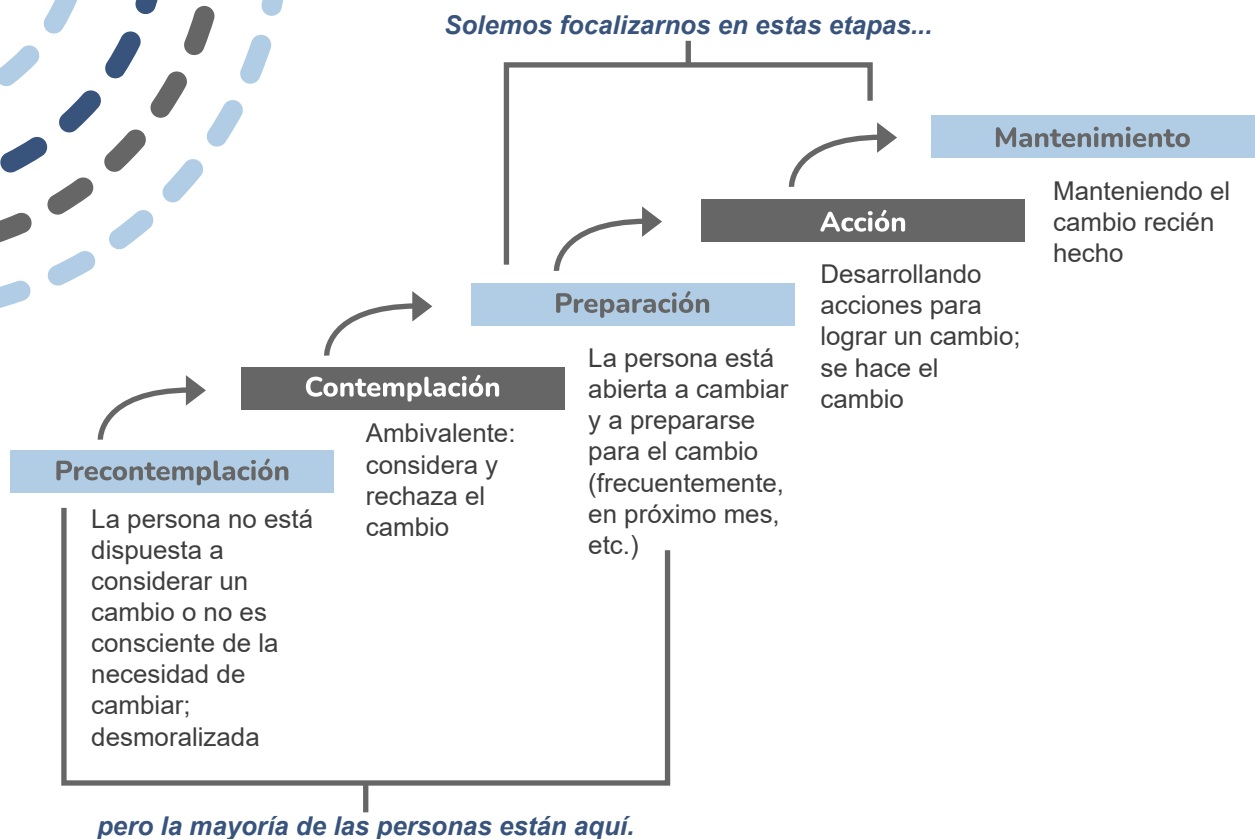 Solemos focalizarnos en estas etapas...
Mantenimiento
Manteniendo el
cambio recién
hecho
Acción
Desarrollando
acciones para
lograr un cambio;
se hace el
cambio
Preparación
La persona está
abierta a cambiar
y a prepararse
para el cambio
(frecuentemente,
en próximo mes,
etc.)
Contemplación
Ambivalente:
considera y
rechaza el
cambio
Precontemplación
La persona no está
dispuesta a
considerar un
cambio o no es
consciente de la
necesidad de
cambiar;
desmoralizada
pero la mayoría de las personas están aquí.